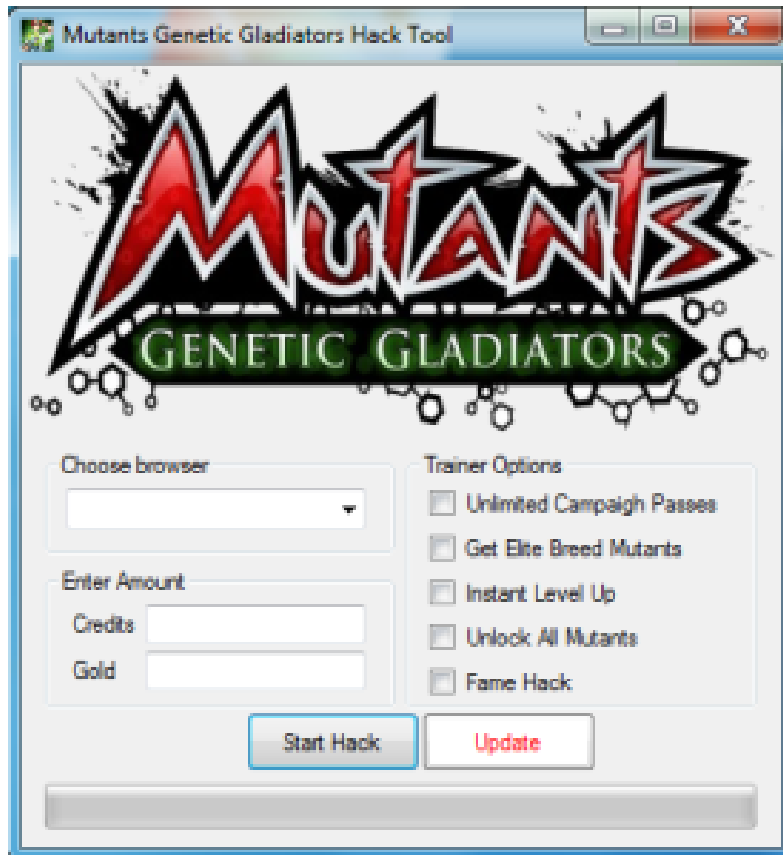 Mutants Genetic Gladiators Hack Tool
MUTANTS
GENETIC GLADIATORS
Choose browser
Enter Amount
Credits
Gold
Trainer Options
Unlimited Campaigh Passes
Get Elite Breed Mutants
Instant Level Up
Unlock All Mutants
Fame Hack
Start Hack
Update